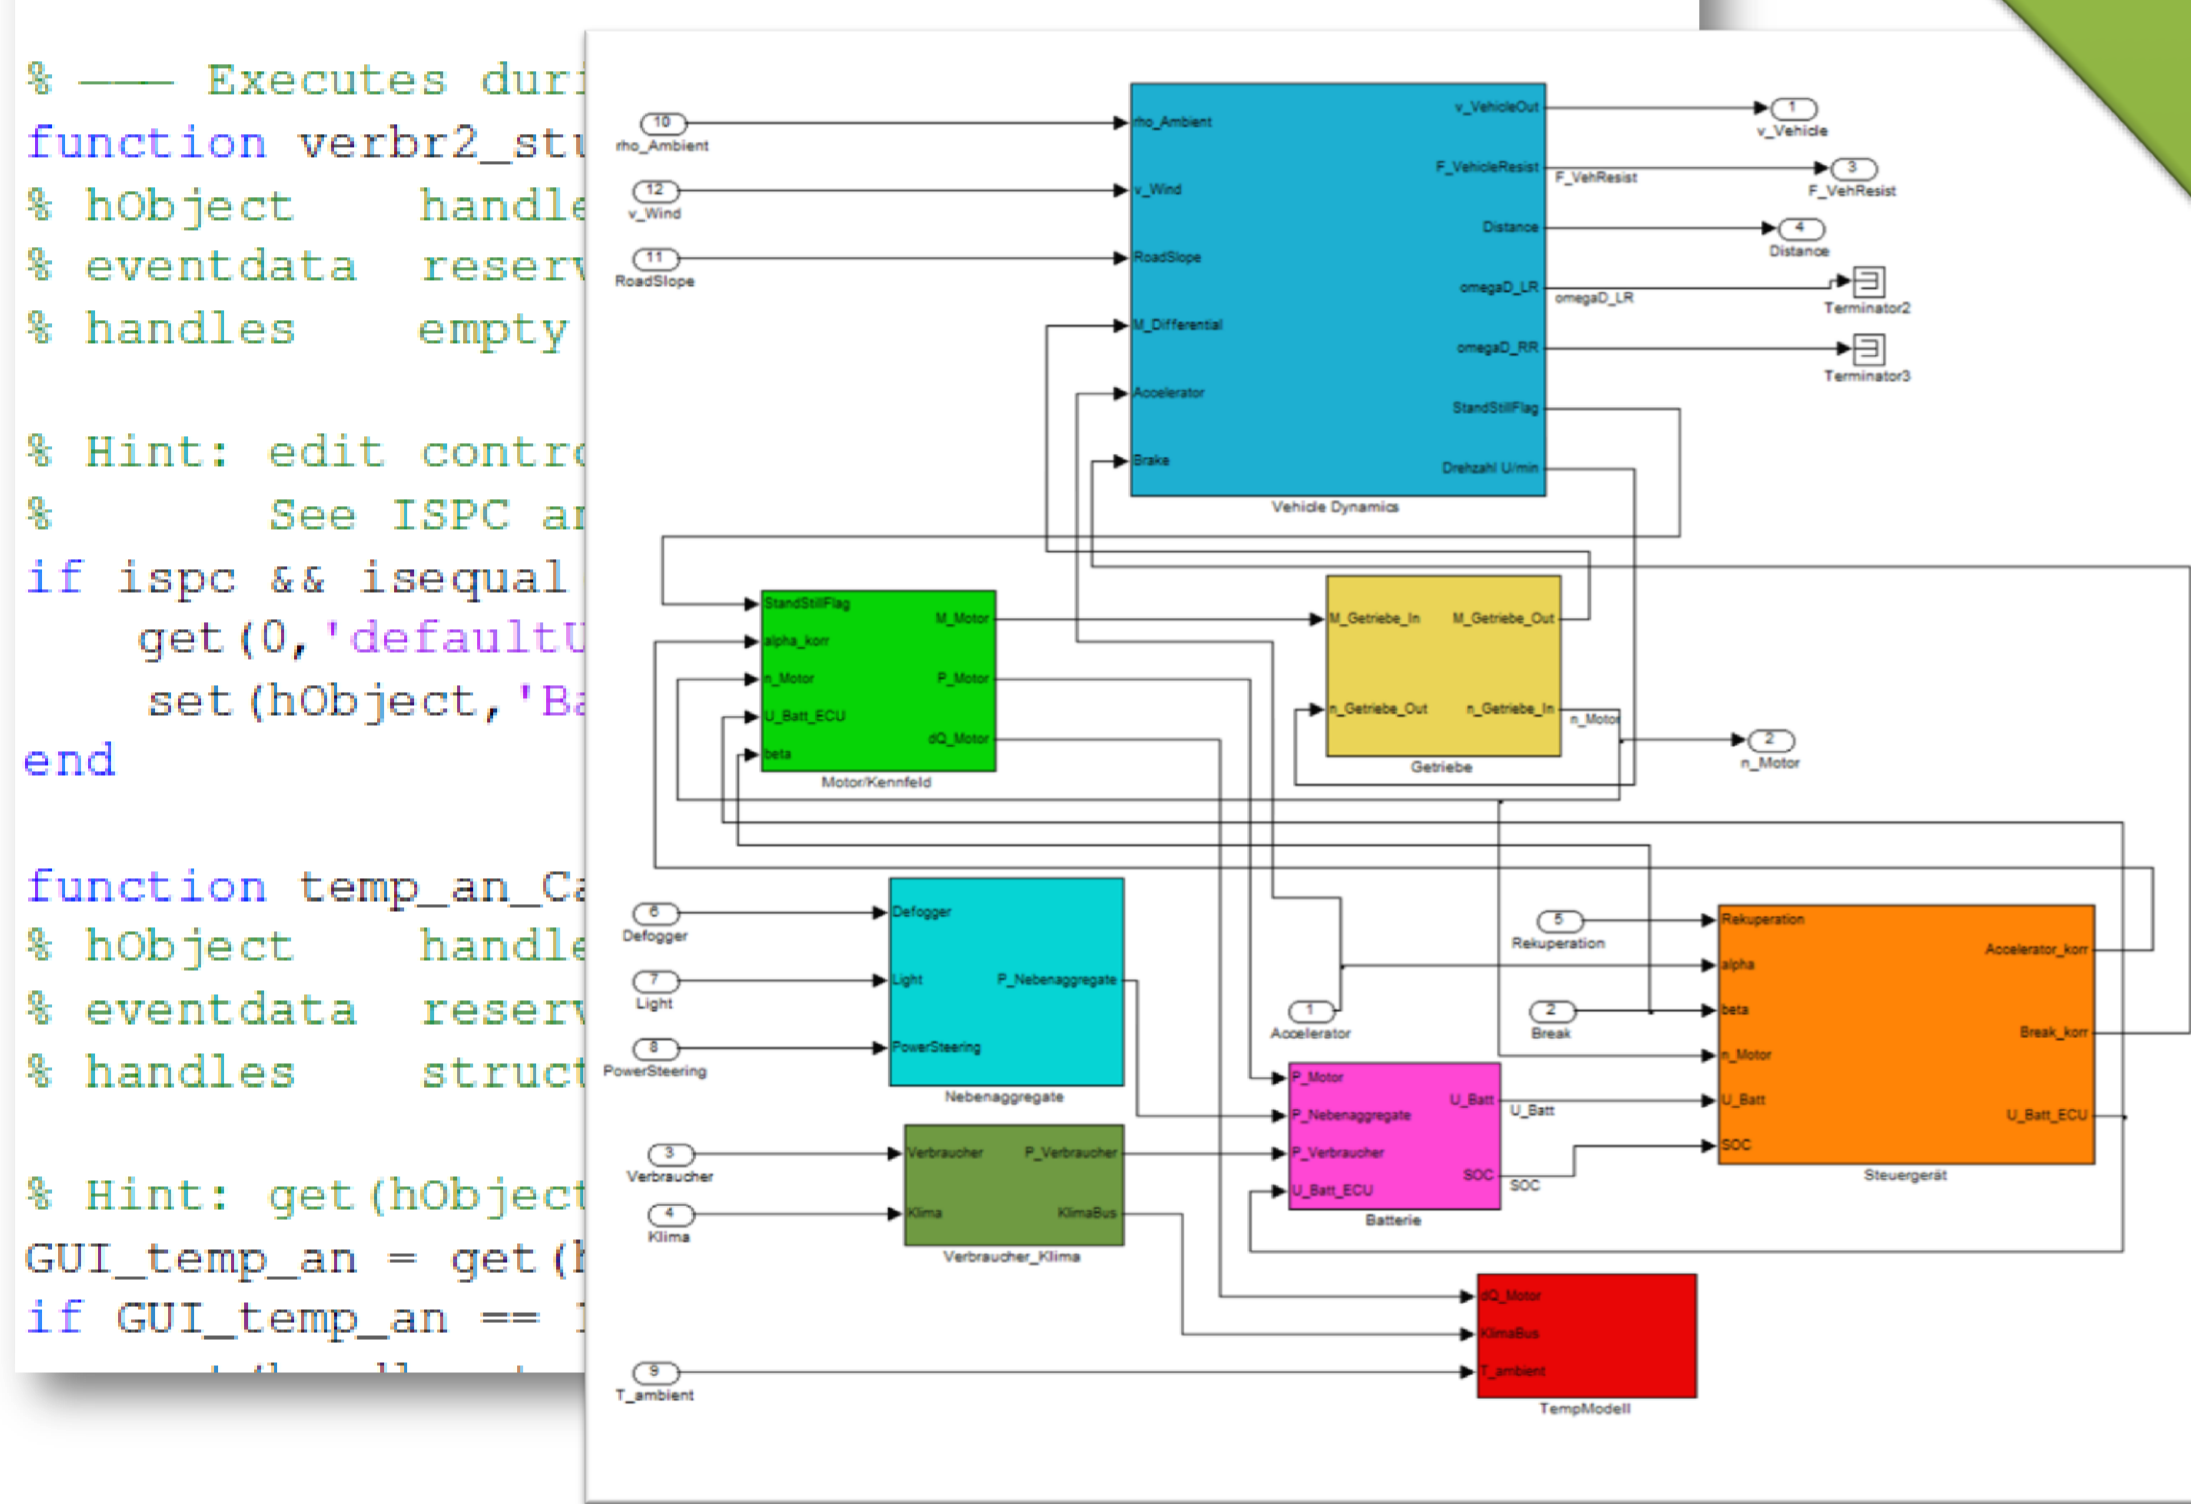 % ─── Executes duri
function verbr2_stu
% hObject    handle
% eventdata  reserv
% handles    empty
% Hint: edit contro
%       See ISPC an
if ispc && isequal
get(0,'defaultU
set(hObject,'Ba
end
function temp_an_Ca
% hObject    handle
% eventdata  reserv
% handles    struct
% Hint: get(hObject
GUI_temp_an = get(h
if GUI_temp_an ==
10
rho_Ambient
12
v_Wind
11
RoadSlope
rho_Ambient
v_Wind
RoadSlope
M_Differential
Accelerator
Brake
v_VehicleOut
F_VehicleResist
Distance
omegaD_LR
omegaD_RR
StandStillFlag
Drehzahl U/min
Vehicle Dynamics
1
v_Vehicle
F_VehResist
3
F_VehResist
4
Distance
omegaD_LR
Terminator2
Terminator3
StandStillFlag
alpha_korr
n_Motor
U_Batt_ECU
beta
M_Motor
P_Motor
dQ_Motor
Motor/Kennfeld
M_Getriebe_In
n_Getriebe_Out
M_Getriebe_Out
n_Getriebe_In
Getriebe
n_Motor
2
n_Motor
6
Defogger
7
Light
8
PowerSteering
Defogger
Light
PowerSteering
P_Nebenaggregate
Nebenaggregate
3
Verbraucher
4
Klima
Verbraucher
Klima
P_Verbraucher
KlimaBus
Verbraucher_Klima
1
Accelerator
5
Rekuperation
2
Break
P_Motor
P_Nebenaggregate
P_Verbraucher
U_Batt_ECU
U_Batt
SOC
Batterie
U_Batt
SOC
Rekuperation
alpha
beta
n_Motor
U_Batt
SOC
Accelerator_korr
Break_korr
U_Batt_ECU
Steuergerät
9
T_ambient
dQ_Motor
KlimaBus
T_ambient
TempModell